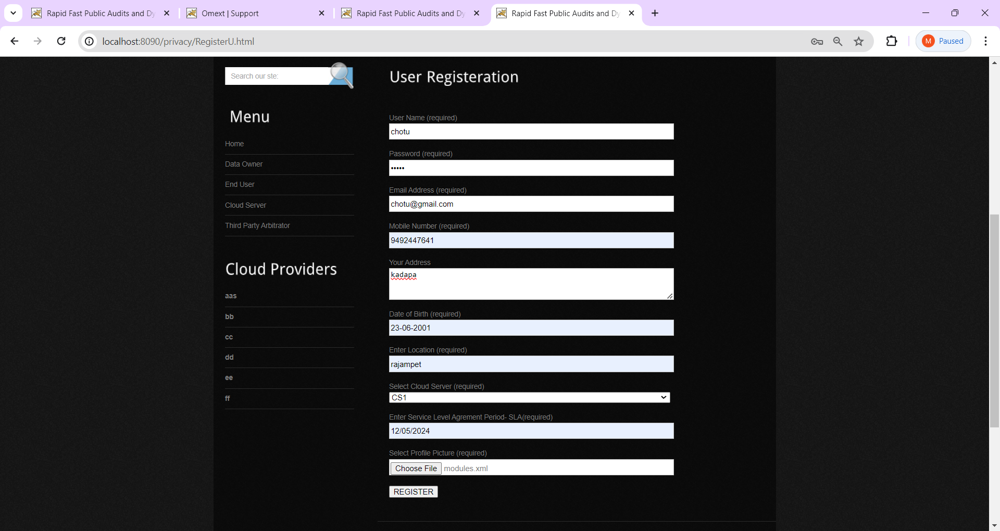 Rapid Fast Public Audits and Dy
Omext | Support
Rapid Fast Public Audits and Dy
Rapid Fast Public Audits and Dy
localhost:8090/privacy/RegisterU.html
M Paused
Search our ste:
Menu
Home
Data Owner
End User
Cloud Server
Third Party Arbitrator
Cloud Providers
aas
bb
cc
dd
ee
ff
User Registeration
User Name (required)
chotu
Password (required)
•••••
Email Address (required)
chotu@gmail.com
Mobile Number (required)
9492447641
Your Address
kadapa
Date of Birth (required)
23-06-2001
Enter Location (required)
rajampet
Select Cloud Server (required)
CS1
Enter Service Level Agrement Period- SLA(required)
12/05/2024
Select Profile Picture (required)
Choose File modules.xml
REGISTER